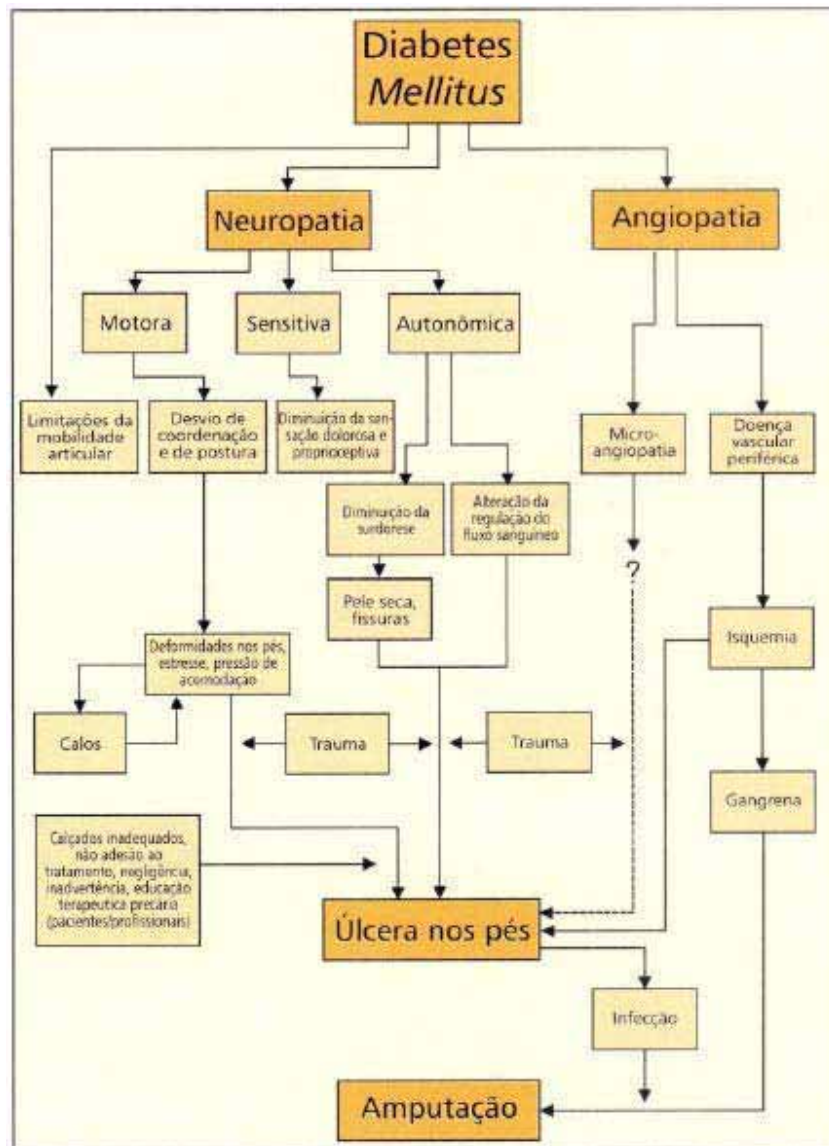 Diabetes
Mellitus
Neuropatia
Angiopatia
Motora
Sensitiva
Autonômica
Limitações da
mobilidade
articular
Desvio de
coordenação
e de postura
Diminuição da sen-
sação dolorosa e
proprioceptiva
Micro-
angiopatia
Doença
vascular
periférica
Diminuição da
sudorese
Alteração da
regulação do
fluxo sanguíneo
?
Pele seca,
fissuras
Deformidades nos pés,
estresse, pressão de
acomodação
Isquemia
Calos
Trauma
Trauma
Gangrena
Calçados inadequados,
não adesão ao
tratamento, negligência,
inadvertência, educação
terapeutica precária
(pacientes/profissionais)
Úlcera nos pés
Infecção
Amputação